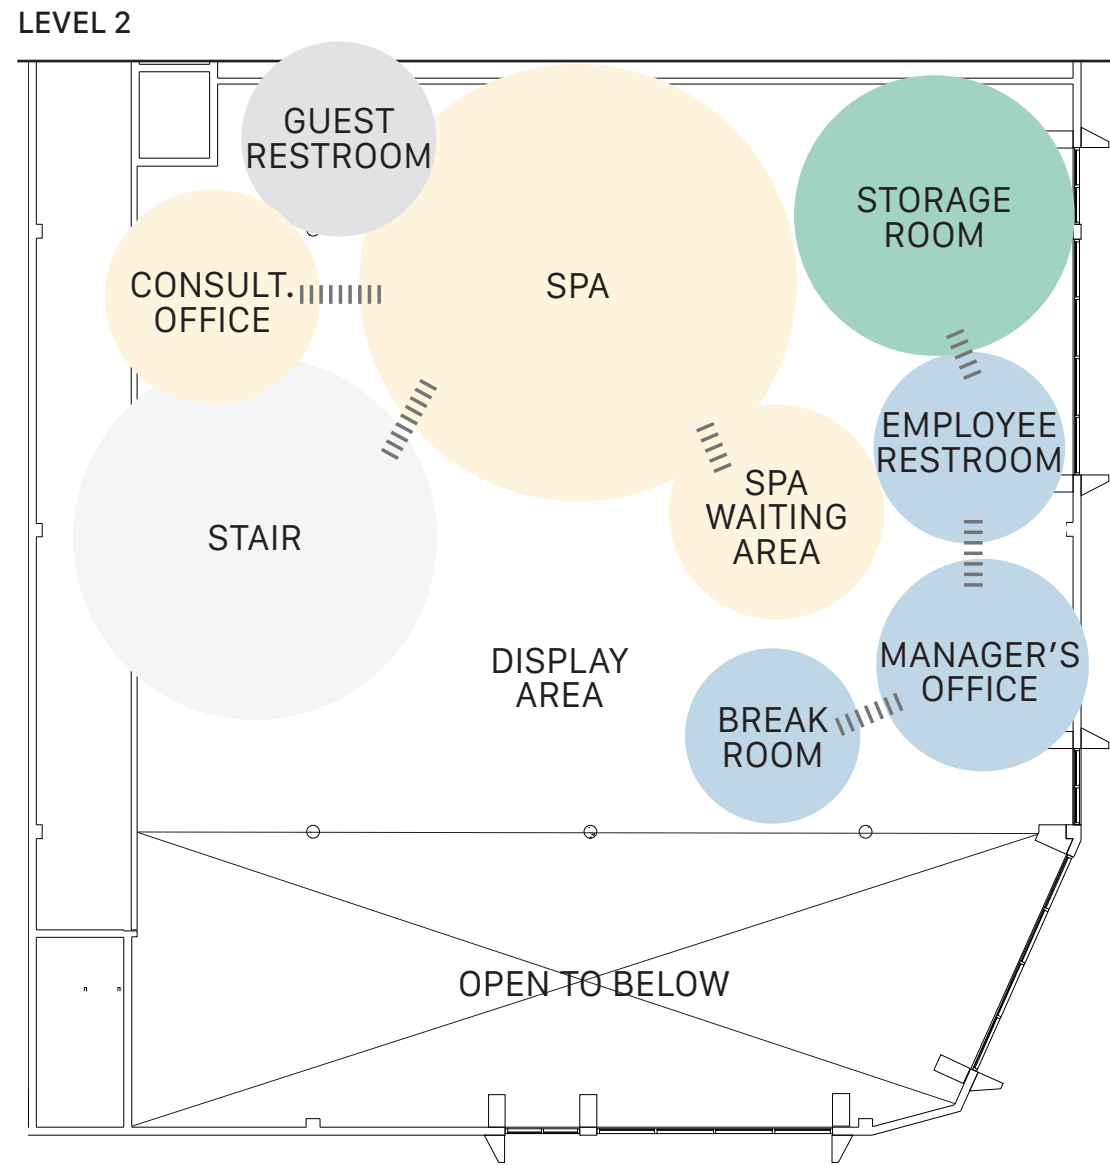 LEVEL 2
GUEST
RESTROOM
STORAGE
ROOM
CONSULT.
OFFICE
SPA
EMPLOYEE
RESTROOM
SPA
WAITING
AREA
STAIR
DISPLAY
AREA
MANAGER'S
OFFICE
BREAK
ROOM
OPEN TO BELOW